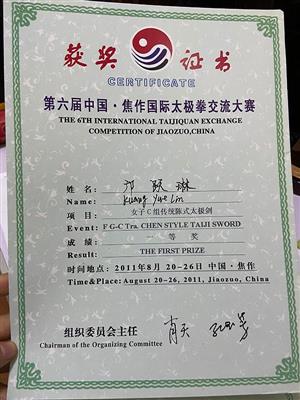 获奖 证书
CERTIFICATE
第六届中国·焦作国际太极拳交流大赛
THE 6TH INTERNATIONAL TAIJIQUAN EXCHANGE
COMPETITION OF JIAOZUO,CHINA
姓名:
Name: Kuang Yue Lin
项目: 女子C组传统陈式太极剑
Event: F G-C Tra. CHEN STYLE TAIJI SWORD
成绩: 一等奖
Result: THE FIRST PRIZE
时间地点: 2011年8月20-26日 中国·焦作
Time&Place: August 20-26, 2011, Jiaozuo, China
组织委员会主任
Chairman of the Organizing Committee